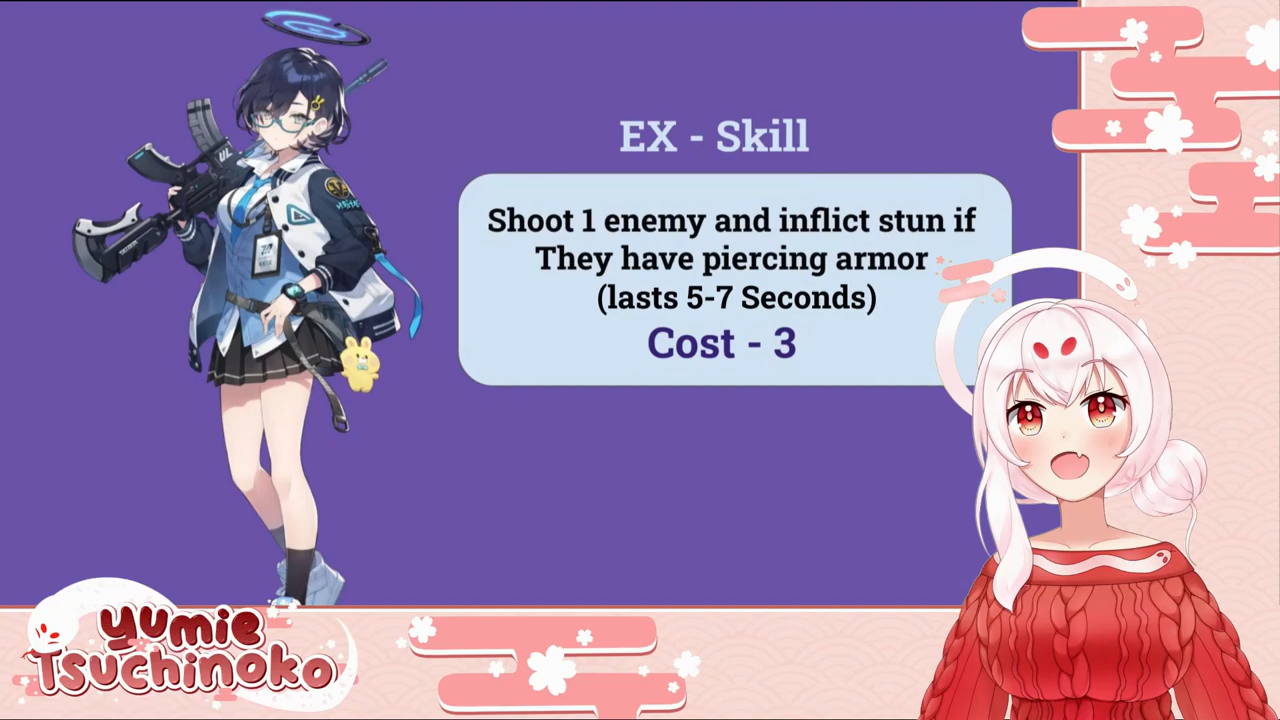 EX - Skill
Shoot 1 enemy and inflict stun if
They have piercing armor
(lasts 5-7 Seconds)
Cost - 3
UL
yumie
Tsuchinoko